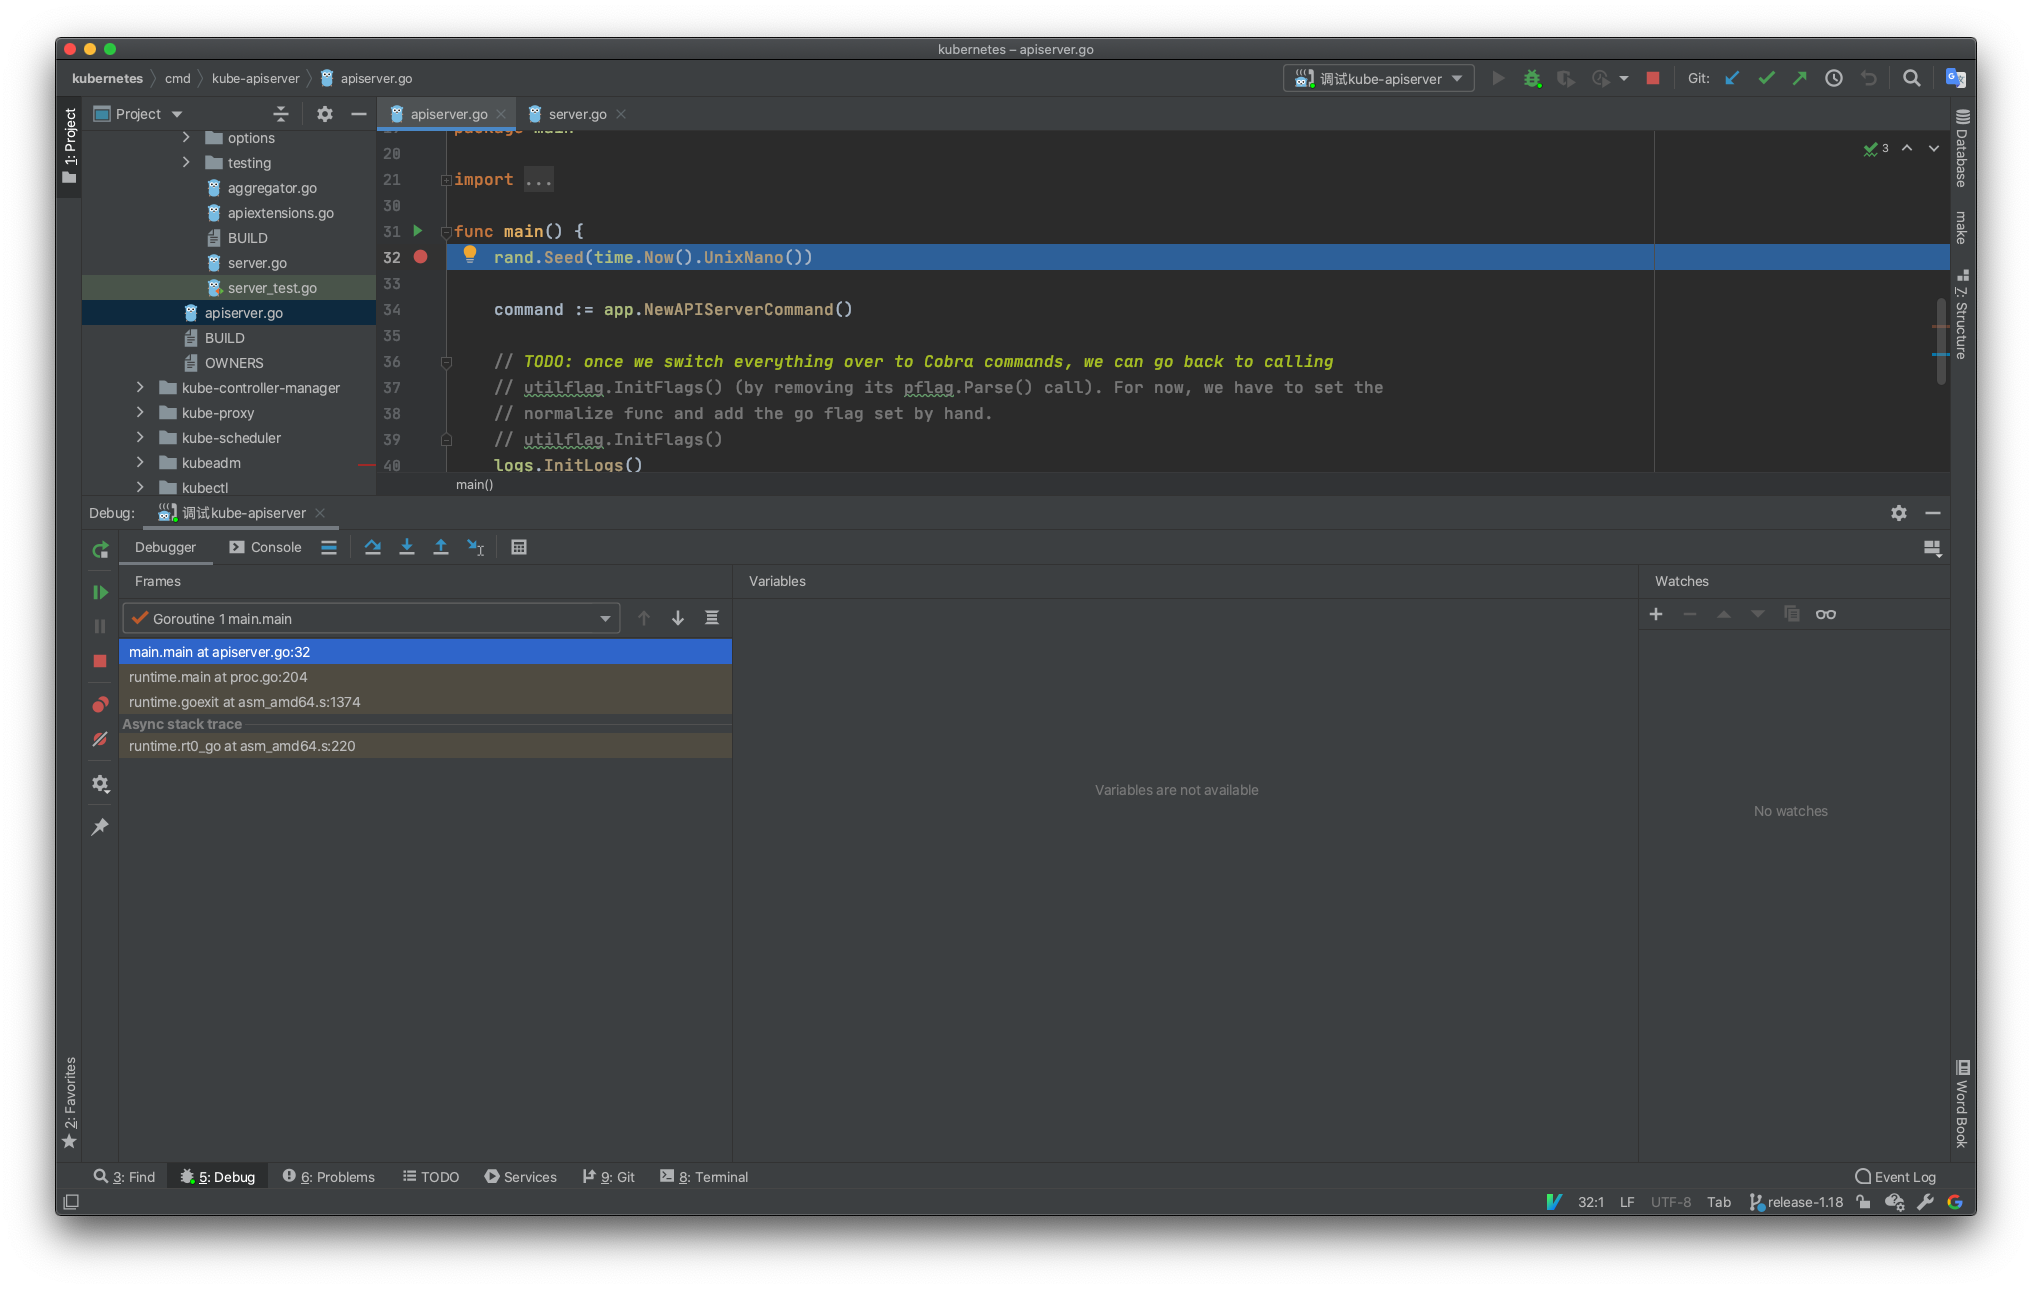 kubernetes – apiserver.go
kubernetes cmd kube-apiserver apiserver.go
调试kube-apiserver Git:
1: Project
Project
apiserver.go server.go
options
testing
aggregator.go
apiextensions.go
BUILD
server.go
server_test.go
apiserver.go
BUILD
OWNERS
kube-controller-manager
kube-proxy
kube-scheduler
kubeadm
kubectl
package main
20
21 import ...
30
31 func main() {
32 rand.Seed(time.Now().UnixNano())
33
34 command := app.NewAPIServerCommand()
35
36 // TODO: once we switch everything over to Cobra commands, we can go back to calling
37 // utilflag.InitFlags() (by removing its pflag.Parse() call). For now, we have to set the
38 // normalize func and add the go flag set by hand.
39 // utilflag.InitFlags()
40 logs.InitLogs()
main()
3
Database
make
7: Structure
Debug: 调试kube-apiserver
Debugger Console
Frames
Variables
Watches
Goroutine 1 main.main
main.main at apiserver.go:32
runtime.main at proc.go:204
runtime.goexit at asm_amd64.s:1374
Async stack trace
runtime.rt0_go at asm_amd64.s:220
Variables are not available
No watches
2: Favorites
Word Book
3: Find 5: Debug 6: Problems TODO Services 9: Git 8: Terminal Event Log
32:1 LF UTF-8 Tab release-1.18